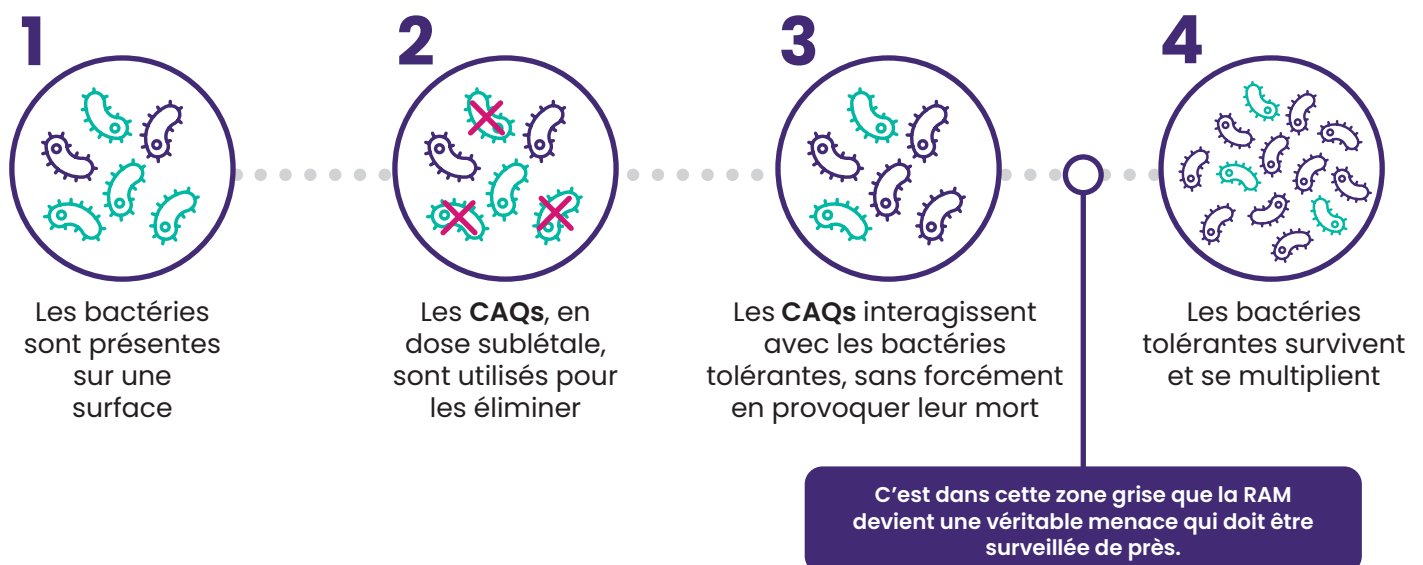 1
Les bactéries
sont présentes
sur une
surface
2
Les CAQs, en
dose sublétale,
sont utilisés pour
les éliminer
3
Les CAQs interagissent
avec les bactéries
tolérantes, sans forcément
en provoquer leur mort
4
Les bactéries
tolérantes survivent
et se multiplient
C’est dans cette zone grise que la RAM
devient une véritable menace qui doit être
surveillée de près.